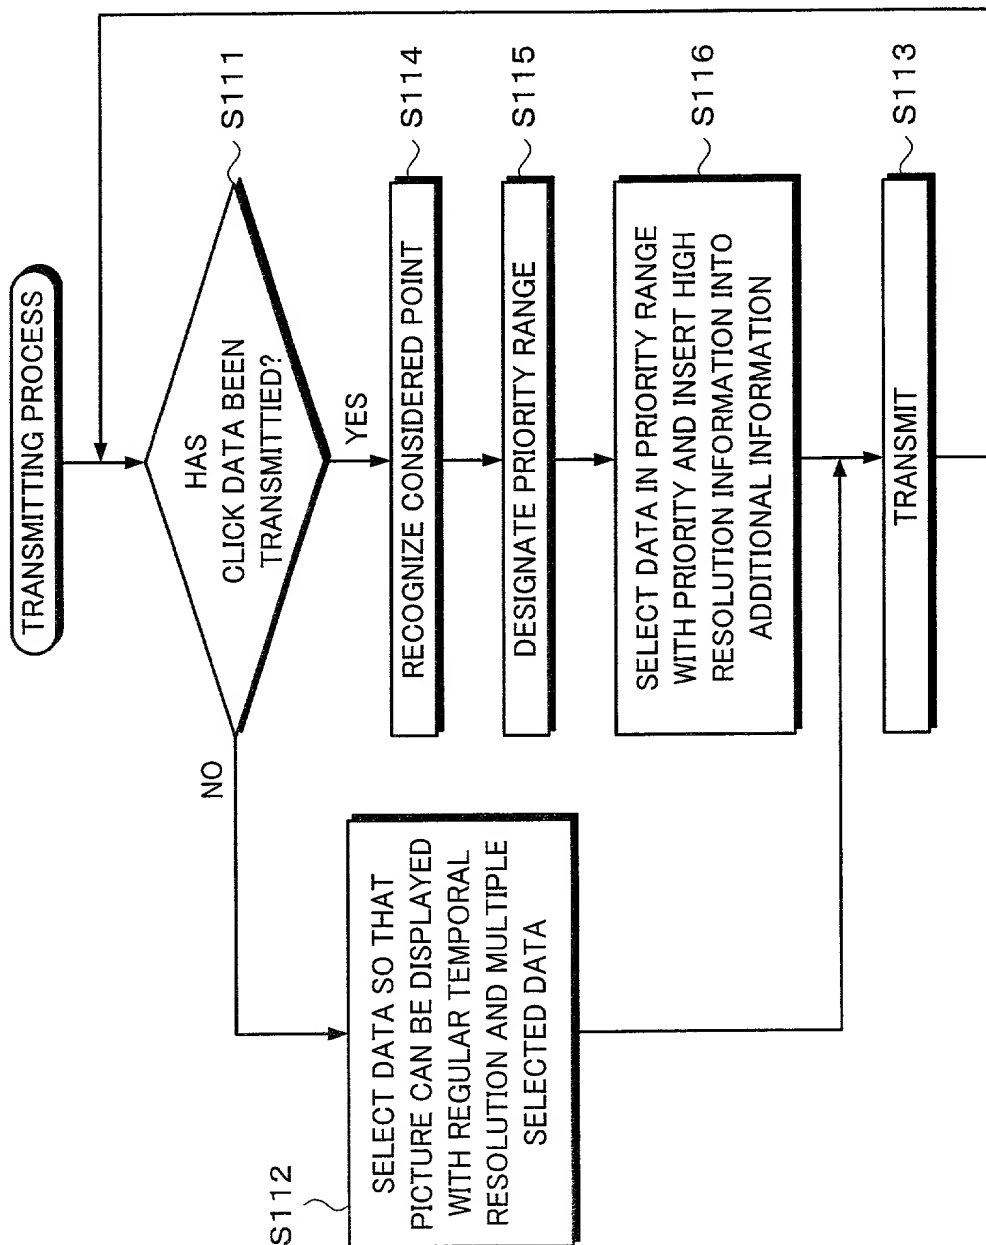 TRANSMITTING PROCESS
S111
HAS
CLICK DATA BEEN
TRANSMITTIED?
NO
YES
S112
SELECT DATA SO THAT
PICTURE CAN BE DISPLAYED
WITH REGULAR TEMPORAL
RESOLUTION AND MULTIPLE
SELECTED DATA
S114
RECOGNIZE CONSIDERED POINT
S115
DESIGNATE PRIORITY RANGE
S116
SELECT DATA IN PRIORITY RANGE
WITH PRIORITY AND INSERT HIGH
RESOLUTION INFORMATION INTO
ADDITIONAL INFORMATION
S113
TRANSMIT